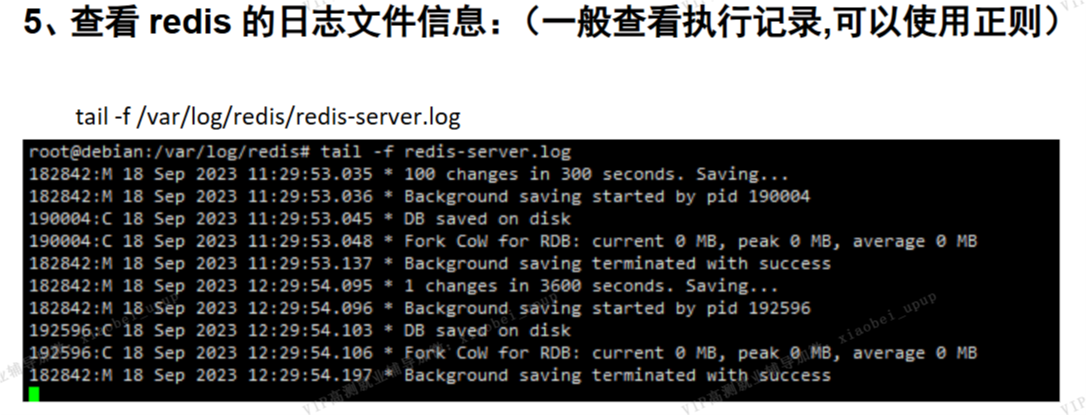 5、查看 redis 的日志文件信息：（一般查看执行记录,可以使用正则）
tail -f /var/log/redis/redis-server.log
root@debian:/var/log/redis# tail -f redis-server.log
182842:M 18 Sep 2023 11:29:53.035 * 100 changes in 300 seconds. Saving...
182842:M 18 Sep 2023 11:29:53.036 * Background saving started by pid 190004
190004:C 18 Sep 2023 11:29:53.045 * DB saved on disk
190004:C 18 Sep 2023 11:29:53.048 * Fork CoW for RDB: current 0 MB, peak 0 MB, average 0 MB
182842:M 18 Sep 2023 11:29:53.137 * Background saving terminated with success
182842:M 18 Sep 2023 12:29:54.095 * 1 changes in 3600 seconds. Saving...
182842:M 18 Sep 2023 12:29:54.096 * Background saving started by pid 192596
192596:C 18 Sep 2023 12:29:54.103 * DB saved on disk
192596:C 18 Sep 2023 12:29:54.106 * Fork CoW for RDB: current 0 MB, peak 0 MB, average 0 MB
182842:M 18 Sep 2023 12:29:54.197 * Background saving terminated with success
xiaobei_upup
xiaobei_upup
xiaobei_upup